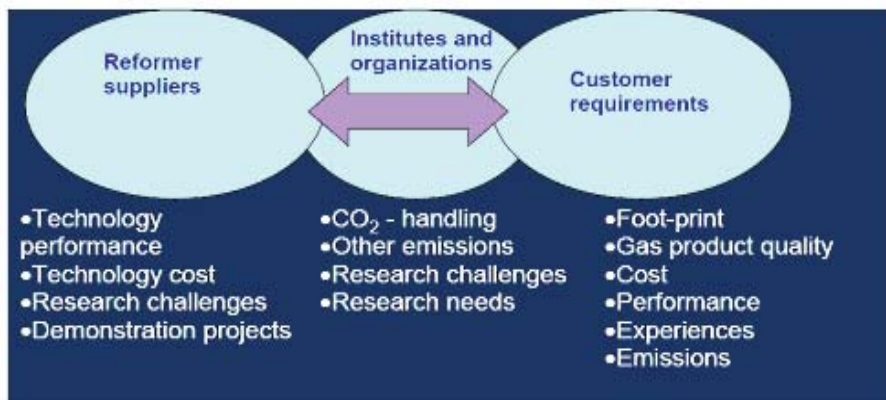 Reformer
suppliers
Institutes and
organizations
Customer
requirements
•Technology
performance
•Technology cost
•Research challenges
•Demonstration projects
•CO₂ - handling
•Other emissions
•Research challenges
•Research needs
•Foot-print
•Gas product quality
•Cost
•Performance
•Experiences
•Emissions